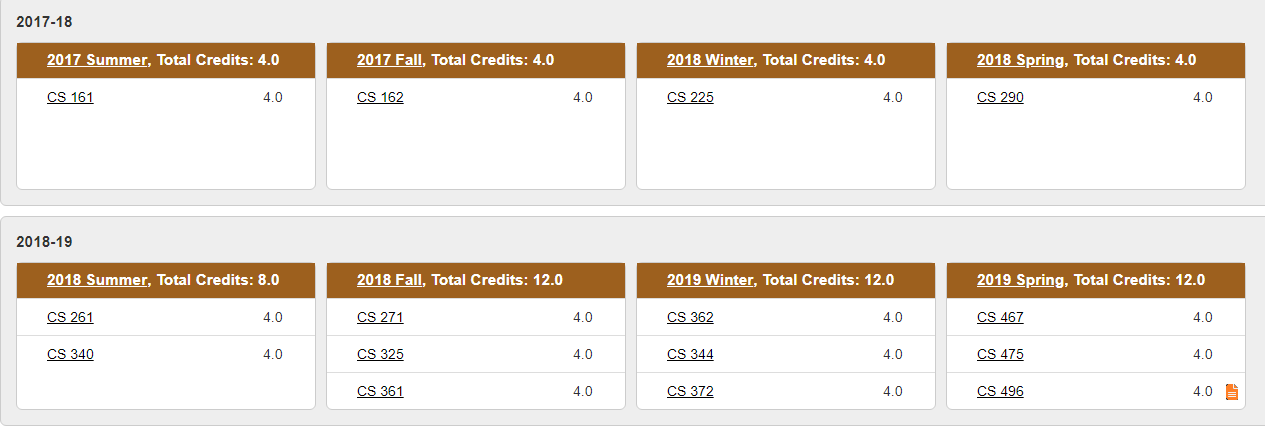 2017-18
2017 Summer, Total Credits: 4.0
CS 161 4.0
2017 Fall, Total Credits: 4.0
CS 162 4.0
2018 Winter, Total Credits: 4.0
CS 225 4.0
2018 Spring, Total Credits: 4.0
CS 290 4.0
2018-19
2018 Summer, Total Credits: 8.0
CS 261 4.0
CS 340 4.0
2018 Fall, Total Credits: 12.0
CS 271 4.0
CS 325 4.0
CS 361 4.0
2019 Winter, Total Credits: 12.0
CS 362 4.0
CS 344 4.0
CS 372 4.0
2019 Spring, Total Credits: 12.0
CS 467 4.0
CS 475 4.0
CS 496 4.0